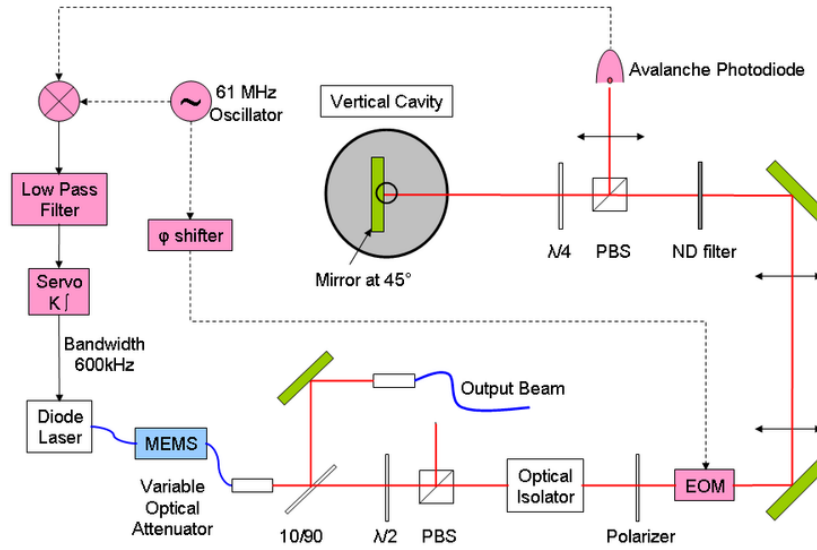 61 MHz
Oscillator
Vertical Cavity
Avalanche Photodiode
Low Pass
Filter
φ shifter
Mirror at 45°
λ/4
PBS
ND filter
Servo
K ∫
Bandwidth
600kHz
Diode
Laser
MEMS
Variable
Optical
Attenuator
Output Beam
10/90
λ/2
PBS
Optical
Isolator
Polarizer
EOM